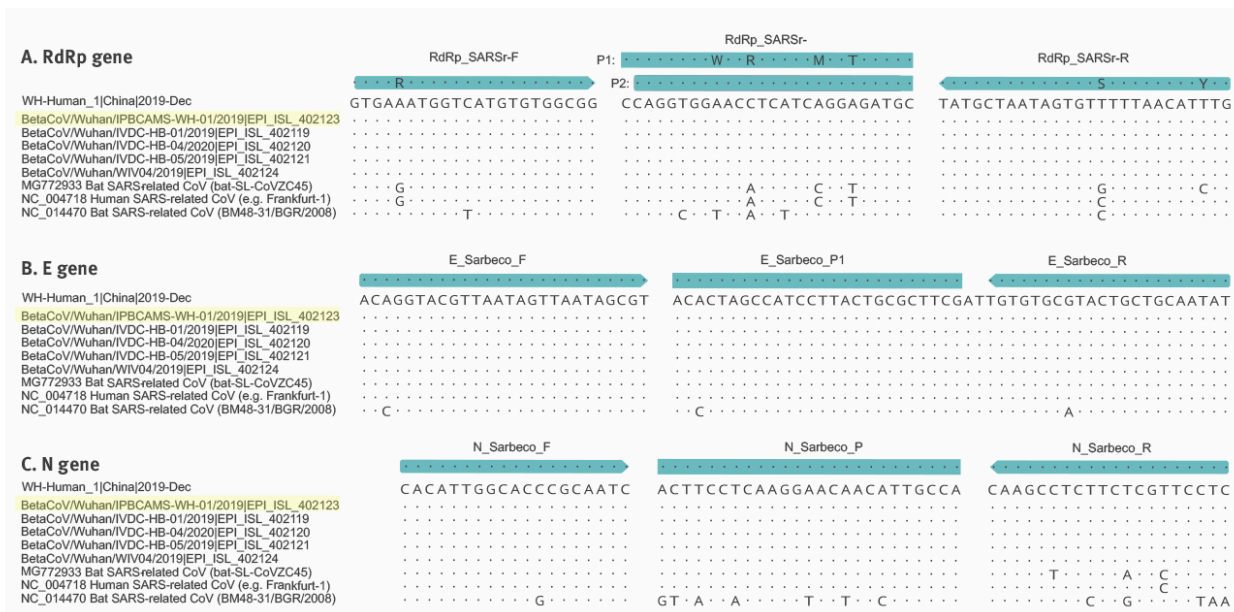 RdRp_SARSr-
A. RdRp gene
RdRp_SARSr-F
P1: W R M T
RdRp_SARSr-R
R
P2:
S Y
WH-Human_1|China|2019-Dec
GTGAAATGGTCATGTGTGGCGG CCAGGTGGAACCTCATCAGGAGATGC TATGCTAATAGTGTTTTTAACATTTG
BetaCoV/Wuhan/IPBCAMS-WH-01/2019|EPI_ISL_402123
BetaCoV/Wuhan/IVDC-HB-01/2019|EPI_ISL_402119
BetaCoV/Wuhan/IVDC-HB-04/2020|EPI_ISL_402120
BetaCoV/Wuhan/IVDC-HB-05/2019|EPI_ISL_402121
BetaCoV/Wuhan/WIV04/2019|EPI_ISL_402124
MG772933 Bat SARS-related CoV (bat-SL-CoVZC45) G A C T G C
NC_004718 Human SARS-related CoV (e.g. Frankfurt-1) G A C T C
NC_014470 Bat SARS-related CoV (BM48-31/BGR/2008) T C T A T C
B. E gene
E_Sarbeco_F E_Sarbeco_P1 E_Sarbeco_R
WH-Human_1|China|2019-Dec
ACAGGTACGTTAATAGTTAATAGCGT ACACTAGCCATCCTTACTGCGCTTCGATTGTGTGCGTACTGCTGCAATAT
BetaCoV/Wuhan/IPBCAMS-WH-01/2019|EPI_ISL_402123
BetaCoV/Wuhan/IVDC-HB-01/2019|EPI_ISL_402119
BetaCoV/Wuhan/IVDC-HB-04/2020|EPI_ISL_402120
BetaCoV/Wuhan/IVDC-HB-05/2019|EPI_ISL_402121
BetaCoV/Wuhan/WIV04/2019|EPI_ISL_402124
MG772933 Bat SARS-related CoV (bat-SL-CoVZC45)
NC_004718 Human SARS-related CoV (e.g. Frankfurt-1)
NC_014470 Bat SARS-related CoV (BM48-31/BGR/2008) C C A
N_Sarbeco_F N_Sarbeco_P N_Sarbeco_R
C. N gene
WH-Human_1|China|2019-Dec
CACATTGGCACCCGCAATC ACTTCCTCAAGGAACAACATTGCCA CAAGCCTCTTCTCGTTCCTC
BetaCoV/Wuhan/IPBCAMS-WH-01/2019|EPI_ISL_402123
BetaCoV/Wuhan/IVDC-HB-01/2019|EPI_ISL_402119
BetaCoV/Wuhan/IVDC-HB-04/2020|EPI_ISL_402120
BetaCoV/Wuhan/IVDC-HB-05/2019|EPI_ISL_402121
BetaCoV/Wuhan/WIV04/2019|EPI_ISL_402124
MG772933 Bat SARS-related CoV (bat-SL-CoVZC45) T A C
NC_004718 Human SARS-related CoV (e.g. Frankfurt-1) C
NC_014470 Bat SARS-related CoV (BM48-31/BGR/2008) G GT A A T T C C G TAA